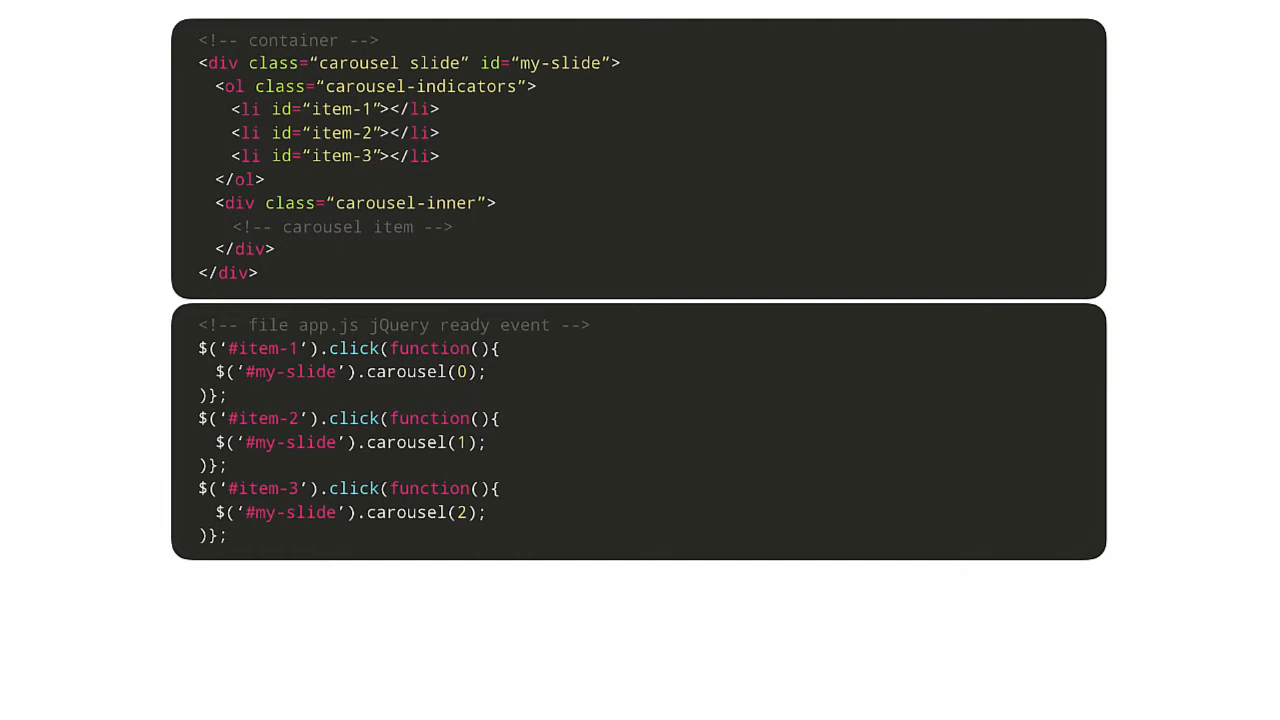 <!-- container -->
<div class=“carousel slide” id=“my-slide”>
<ol class=“carousel-indicators”>
<li id=“item-1”></li>
<li id=“item-2”></li>
<li id=“item-3”></li>
</ol>
<div class=“carousel-inner”>
<!-- carousel item -->
</div>
</div>
<!-- file app.js jQuery ready event -->
$(‘#item-1’).click(function(){
$(‘#my-slide’).carousel(0);
)};
$(‘#item-2’).click(function(){
$(‘#my-slide’).carousel(1);
)};
$(‘#item-3’).click(function(){
$(‘#my-slide’).carousel(2);
)};